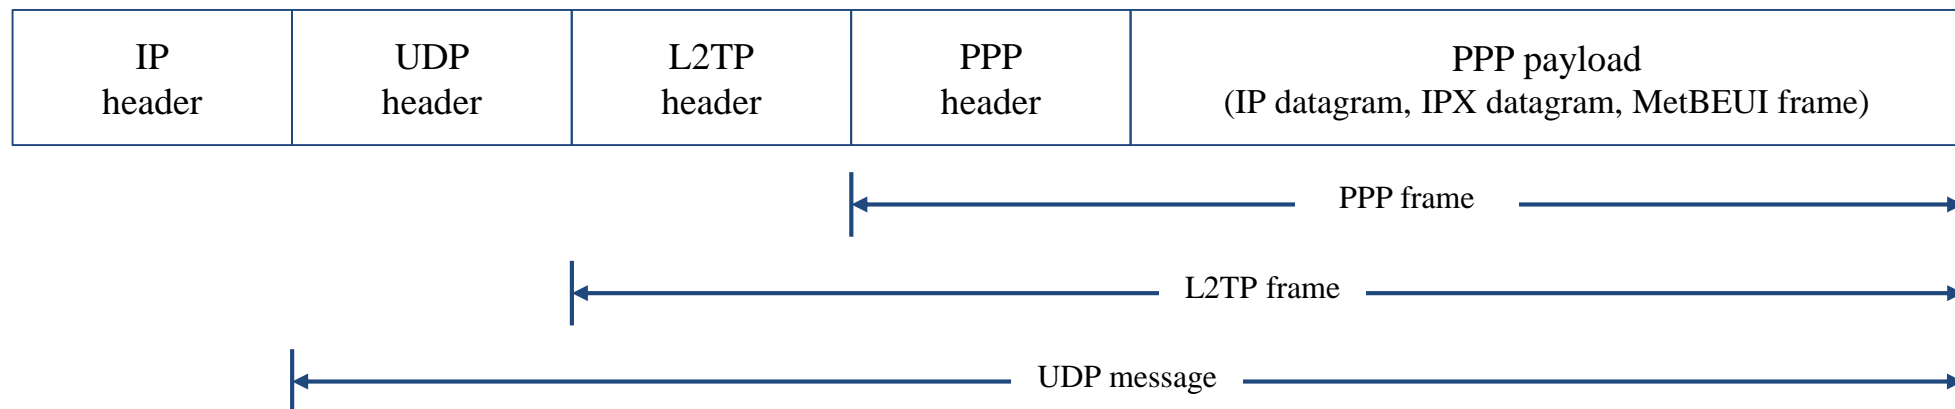 IP
header
UDP
header
L2TP
header
PPP
header
PPP payload
(IP datagram, IPX datagram, MetBEUI frame)
PPP frame
L2TP frame
UDP message